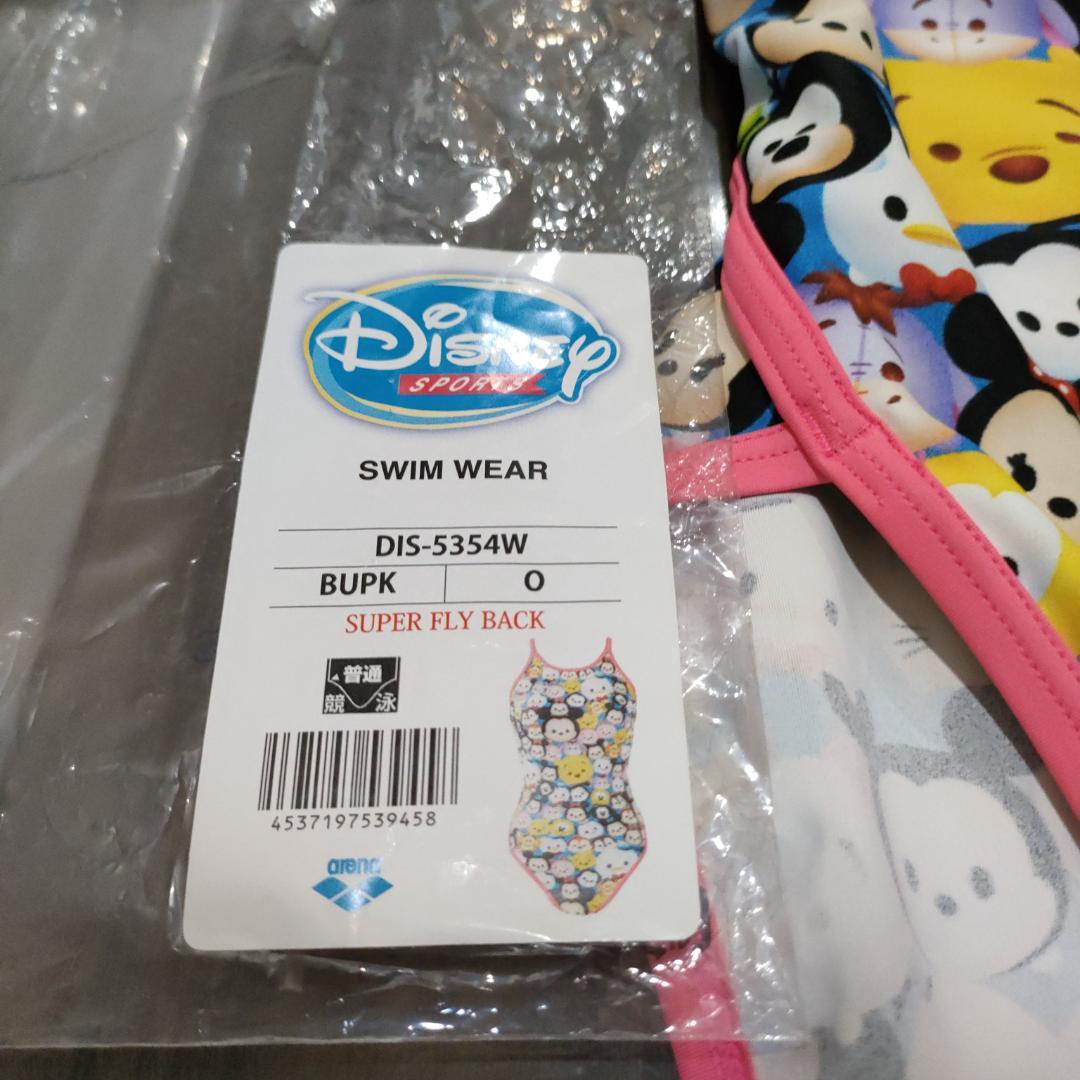 Disney
SPORTS
SWIM WEAR
DIS-5354W
BUPK O
SUPER FLY BACK
普通
競泳
4537197539458
arena